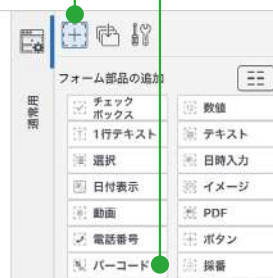 フォーム部品の追加
通常用
チェックボックス
数値
1行テキスト
テキスト
選択
日時入力
日付表示
イメージ
動画
PDF
電話番号
ボタン
バーコード
採番